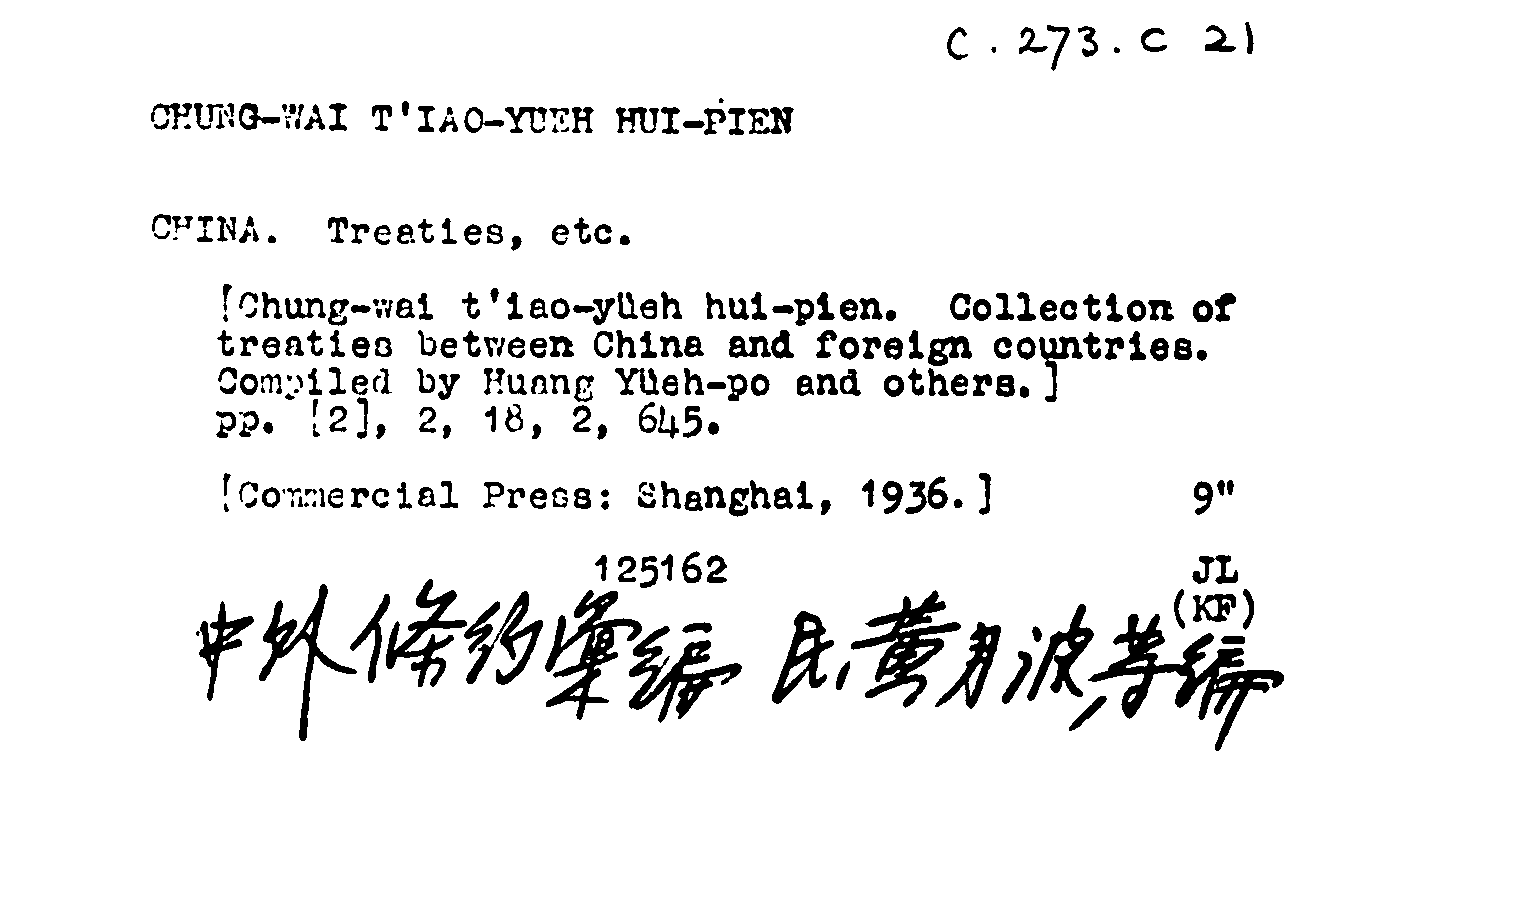 C . 273 . C 21
CHUNG-WAI T'IAO-YUEH HUI-PIEN
CHINA. Treaties, etc.
[Chung-wai t'iao-yüeh hui-pien. Collection of
treaties between China and foreign countries.
Compiled by Huang Yüeh-po and others.]
pp. [2], 2, 18, 2, 645.
[Commercial Press: Shanghai, 1936.] 9"
125162 JL
(KF)
中外條約彙編 民,黃月波,等編